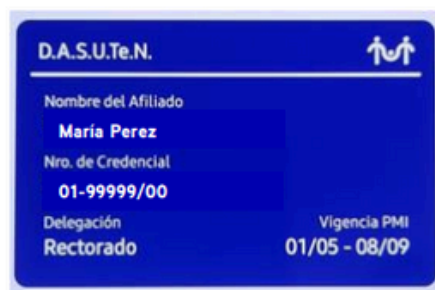 D.A.S.U.Te.N.
Nombre del Afiliado
María Perez
Nro. de Credencial
01-99999/00
Delegación Vigencia PMI
Rectorado 01/05 - 08/09